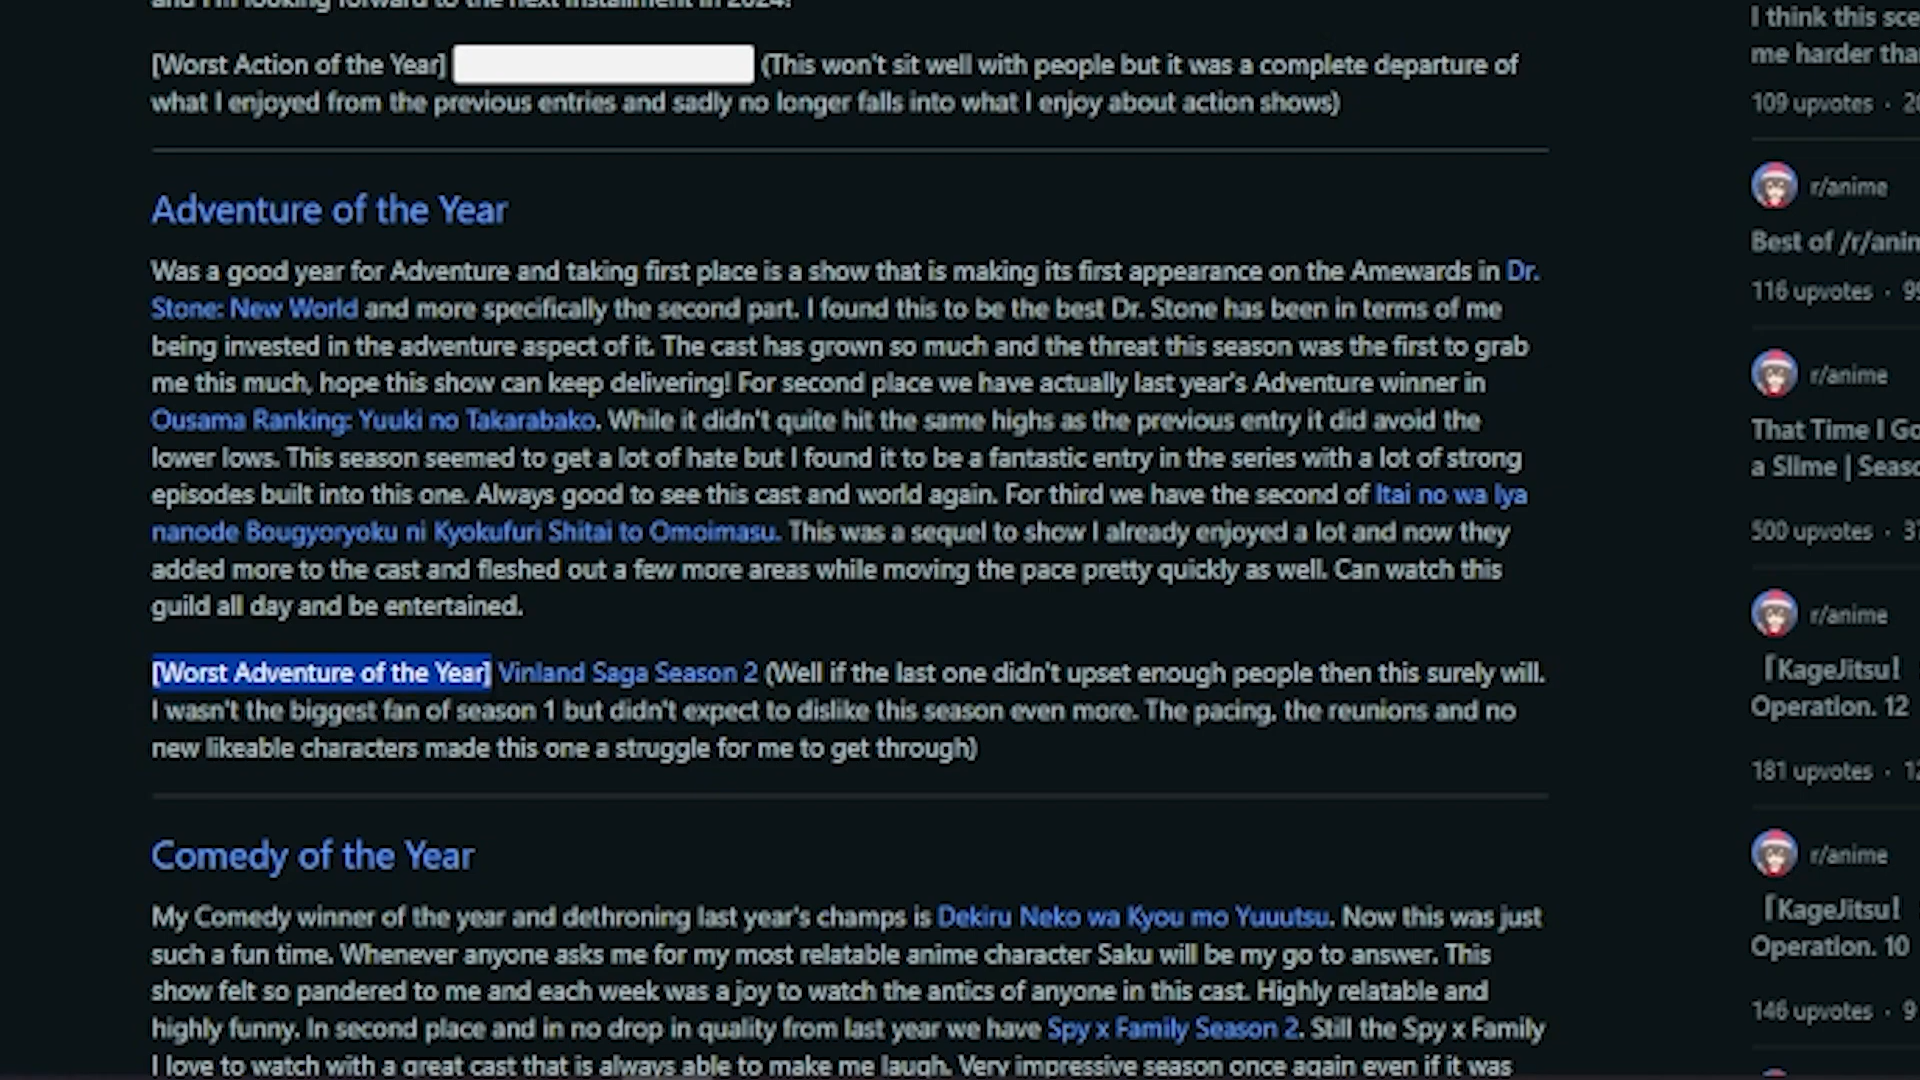 and I'm looking forward to the next installment in 2024!
[Worst Action of the Year] (This won't sit well with people but it was a complete departure of
what I enjoyed from the previous entries and sadly no longer falls into what I enjoy about action shows)
Adventure of the Year
Was a good year for Adventure and taking first place is a show that is making its first appearance on the Amewards in Dr.
Stone: New World and more specifically the second part. I found this to be the best Dr. Stone has been in terms of me
being invested in the adventure aspect of it. The cast has grown so much and the threat this season was the first to grab
me this much, hope this show can keep delivering! For second place we have actually last year's Adventure winner in
Ousama Ranking: Yuuki no Takarabako. While it didn't quite hit the same highs as the previous entry it did avoid the
lower lows. This season seemed to get a lot of hate but I found it to be a fantastic entry in the series with a lot of strong
episodes built into this one. Always good to see this cast and world again. For third we have the second of Itai no wa Iya
nanode Bougyoryoku ni Kyokufuri Shitai to Omoimasu. This was a sequel to show I already enjoyed a lot and now they
added more to the cast and fleshed out a few more areas while moving the pace pretty quickly as well. Can watch this
guild all day and be entertained.
[Worst Adventure of the Year] Vinland Saga Season 2 (Well if the last one didn't upset enough people then this surely will.
I wasn't the biggest fan of season 1 but didn't expect to dislike this season even more. The pacing, the reunions and no
new likeable characters made this one a struggle for me to get through)
Comedy of the Year
My Comedy winner of the year and dethroning last year's champs is Dekiru Neko wa Kyou mo Yuuutsu. Now this was just
such a fun time. Whenever anyone asks me for my most relatable anime character Saku will be my go to answer. This
show felt so pandered to me and each week was a joy to watch the antics of anyone in this cast. Highly relatable and
highly funny. In second place and in no drop in quality from last year we have Spy x Family Season 2. Still the Spy x Family
I love to watch with a great cast that is always able to make me laugh. Very impressive season once again even if it was
I think this sce
me harder tha
109 upvotes · 20
r/anime
Best of /r/anim
116 upvotes · 99
r/anime
That Time I Go
a Slime | Seaso
500 upvotes · 37
r/anime
「KageJitsu!
Operation. 12
181 upvotes · 12
r/anime
「KageJitsu!
Operation. 10
146 upvotes · 9